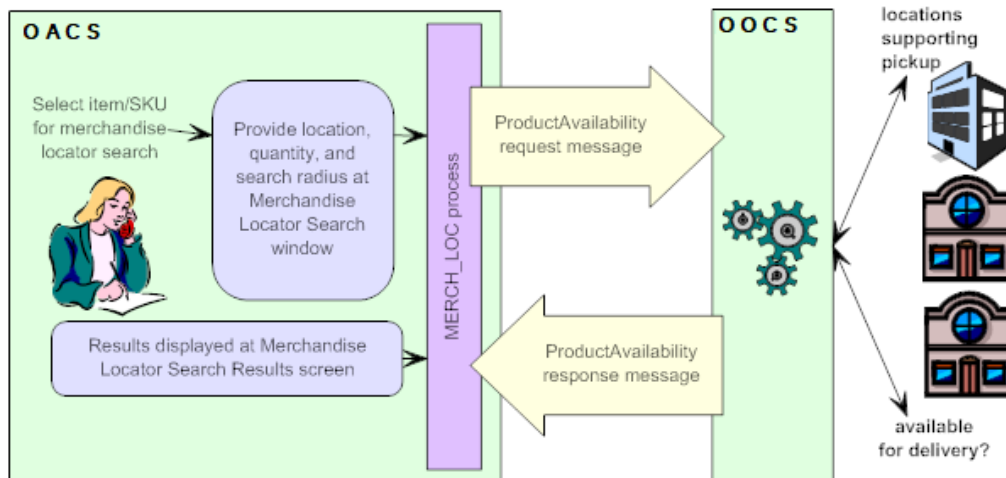 OACS
Select item/SKU
for merchandise
locator search
Provide location,
quantity, and
search radius at
Merchandise
Locator Search
window
MERCH_LOC process
ProductAvailability
request message
OOCS
locations
supporting
pickup
Results displayed at Merchandise
Locator Search Results screen
ProductAvailability
response message
available
for delivery?